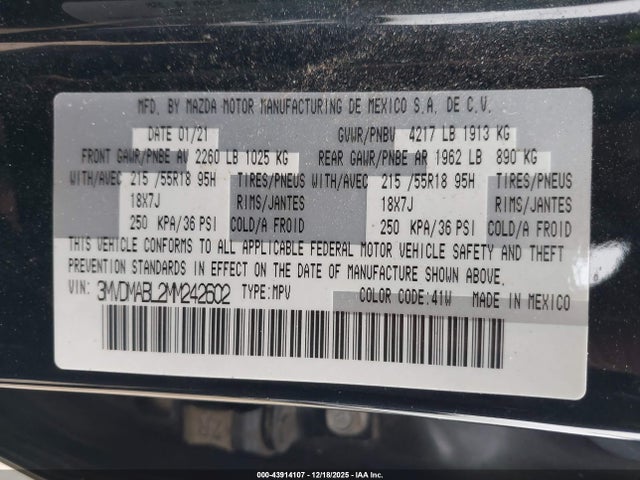 MFD. BY MAZDA MOTOR MANUFACTURING DE MEXICO S.A. DE C.V.
DATE 01/21 GVWR/PNBV 4217 LB 1913 KG
FRONT GAWR/PNBE AV 2260 LB 1025 KG REAR GAWR/PNBE AR 1962 LB 890 KG
WITH/AVEC 215 /55R18 95H TIRES/PNEUS WITH/AVEC 215 /55R18 95H TIRES/PNEUS
18X7J RIMS/JANTES 18X7J RIMS/JANTES
250 KPA/36 PSI COLD/A FROID 250 KPA/36 PSI COLD/A FROID
THIS VEHICLE CONFORMS TO ALL APPLICABLE FEDERAL MOTOR VEHICLE SAFETY AND THEFT
PREVENTION STANDARDS IN EFFECT ON THE DATE OF MANUFACTURE SHOWN ABOVE.
VIN: 3MVDMABL2MM242602 TYPE:MPV COLOR CODE:41W MADE IN MEXICO
000-43914107 — 12/18/2025 — IAA Inc.